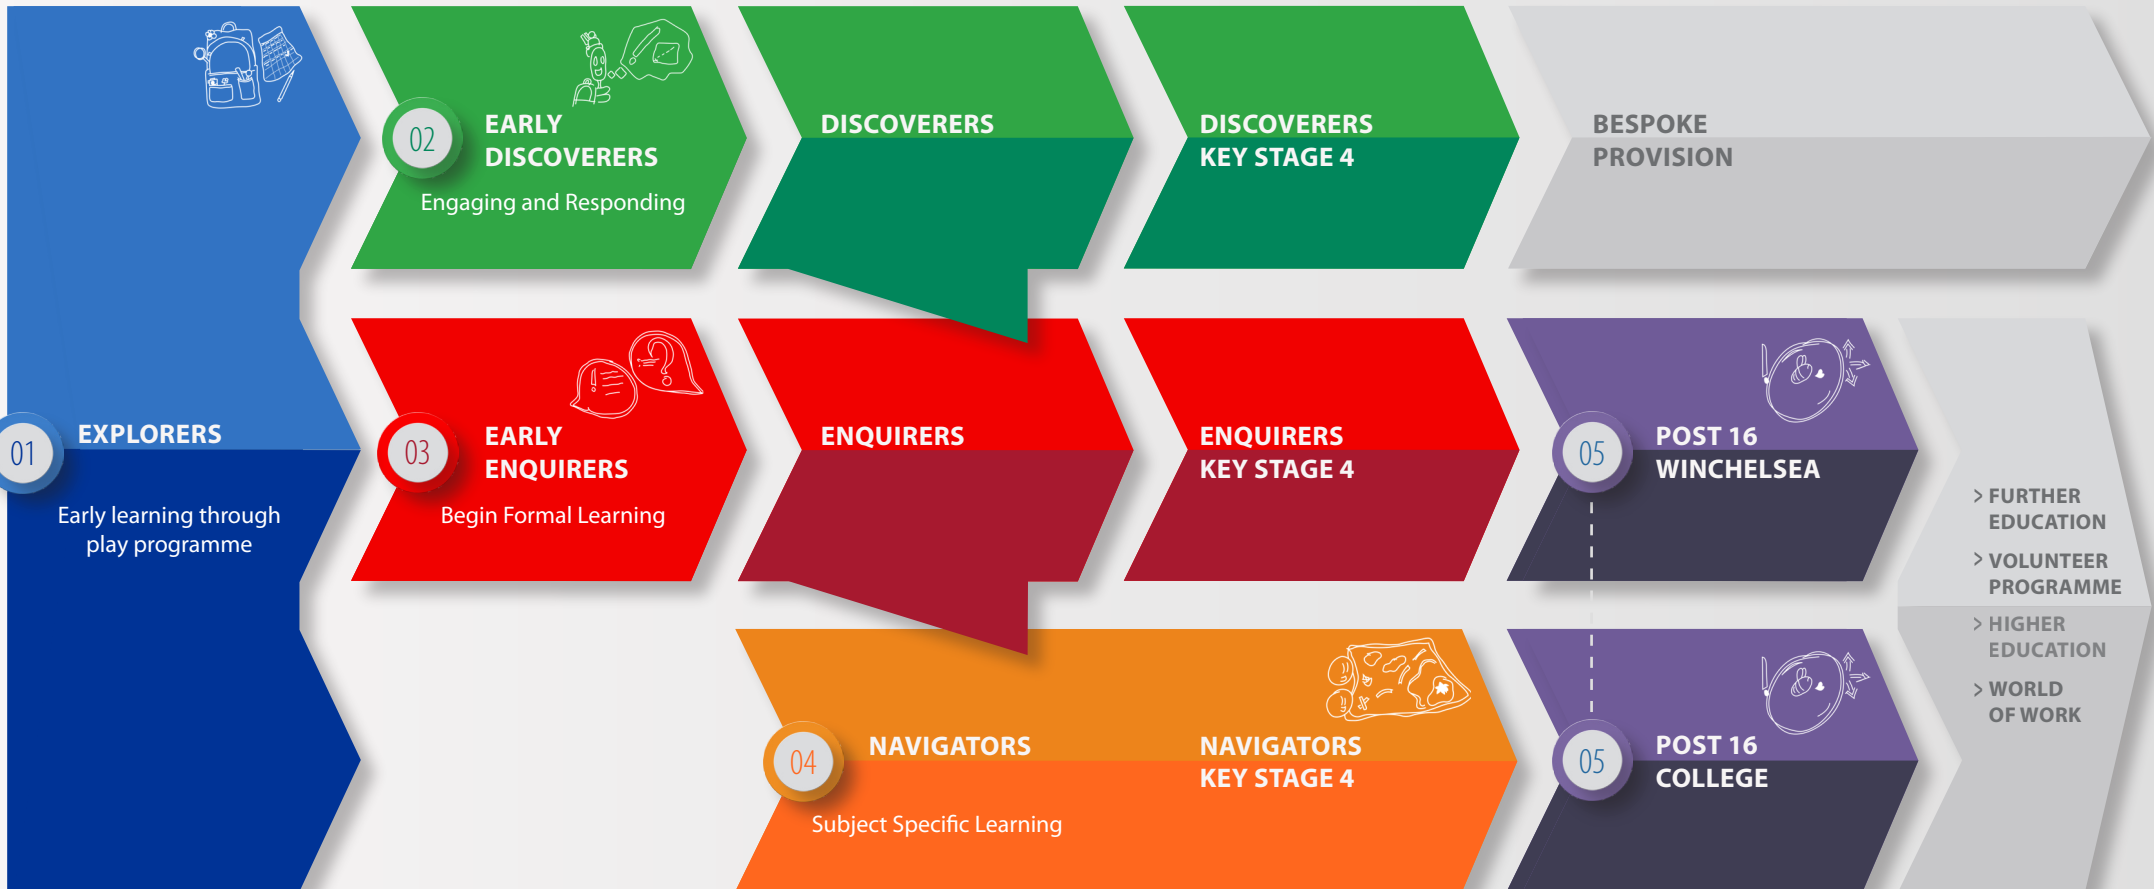 01
EXPLORERS
Early learning through
play programme
02
EARLY
DISCOVERERS
Engaging and Responding
DISCOVERERS
DISCOVERERS
KEY STAGE 4
BESPOKE
PROVISION
03
EARLY
ENQUIRERS
Begin Formal Learning
ENQUIRERS
ENQUIRERS
KEY STAGE 4
05
POST 16
WINCHELSEA
04
NAVIGATORS
Subject Specific Learning
NAVIGATORS
KEY STAGE 4
05
POST 16
COLLEGE
> FURTHER
EDUCATION
> VOLUNTEER
PROGRAMME
> HIGHER
EDUCATION
> WORLD
OF WORK